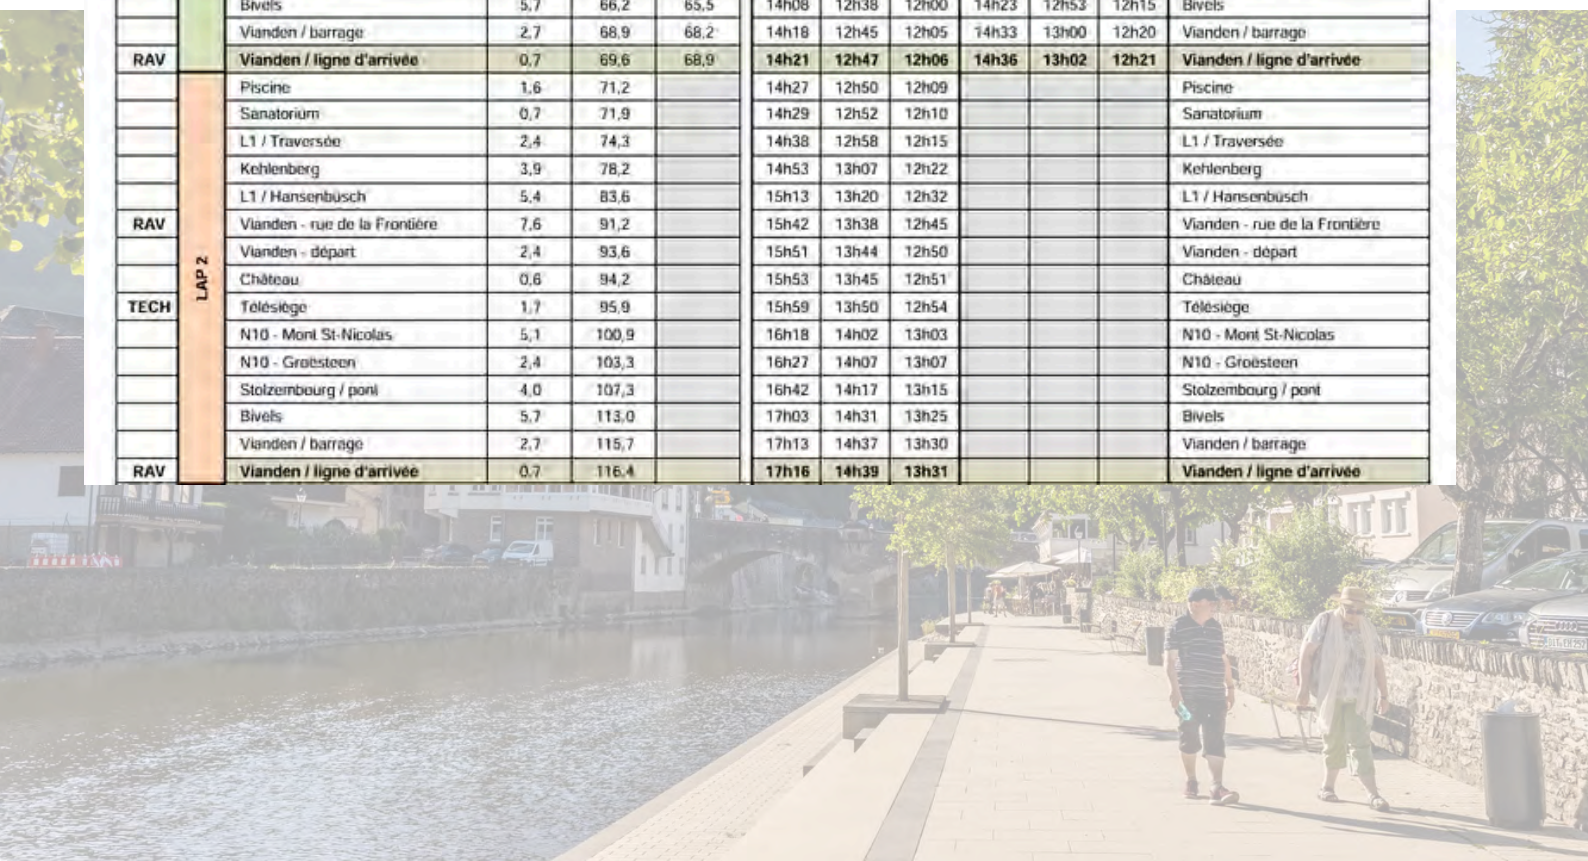 Bivels 5,7 66,2 65,5 14h08 12h38 12h00 14h23 12h53 12h15 Bivels
Vianden / barrage 2,7 68,9 68,2 14h18 12h45 12h05 14h33 13h00 12h20 Vianden / barrage
RAV Vianden / ligne d'arrivée 0,7 69,6 68,9 14h21 12h47 12h06 14h36 13h02 12h21 Vianden / ligne d'arrivée
Piscine 1,6 71,2 14h27 12h50 12h09 Piscine
Sanatorium 0,7 71,9 14h29 12h52 12h10 Sanatorium
L1 / Traversée 2,4 74,3 14h38 12h58 12h15 L1 / Traversée
Kehlenberg 3,9 78,2 14h53 13h07 12h22 Kehlenberg
L1 / Hansenbusch 5,4 83,6 15h13 13h20 12h32 L1 / Hansenbusch
RAV Vianden - rue de la Frontière 7,6 91,2 15h42 13h38 12h45 Vianden - rue de la Frontière
Vianden - départ 2,4 93,6 15h51 13h44 12h50 Vianden - départ
LAP 2
Château 0,6 94,2 15h53 13h45 12h51 Château
TECH Télésiège 1,7 95,9 15h59 13h50 12h54 Télésiège
N10 - Mont St-Nicolas 5,1 100,9 16h18 14h02 13h03 N10 - Mont St-Nicolas
N10 - Groësteen 2,4 103,3 16h27 14h07 13h07 N10 - Groësteen
Stolzembourg / pont 4,0 107,3 16h42 14h17 13h15 Stolzembourg / pont
Bivels 5,7 113,0 17h03 14h31 13h25 Bivels
Vianden / barrage 2,7 115,7 17h13 14h37 13h30 Vianden / barrage
RAV Vianden / ligne d'arrivée 0,7 116,4 17h16 14h39 13h31 Vianden / ligne d'arrivée